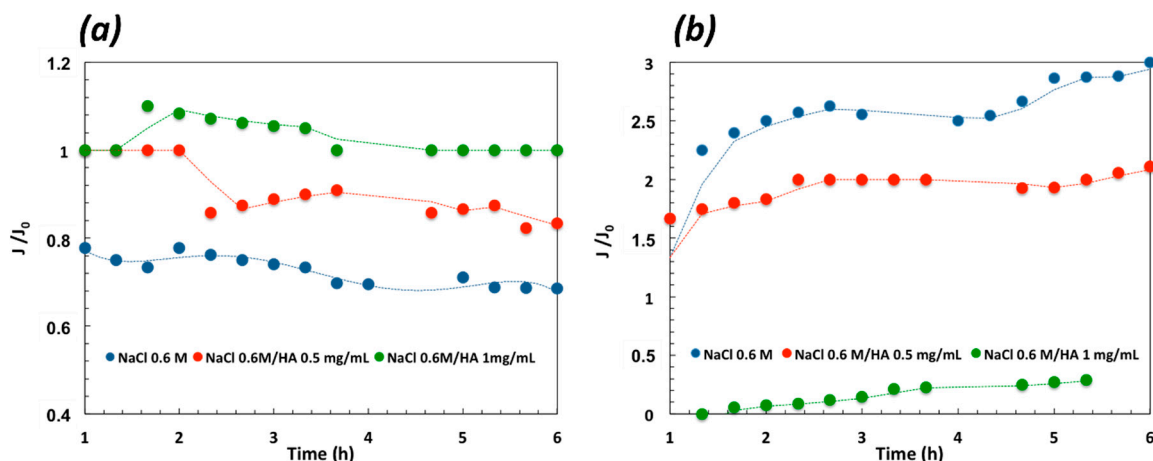 (a)
1.2
1
0.8
0.6
0.4
J /J0
NaCl 0.6 M NaCl 0.6M/HA 0.5 mg/mL NaCl 0.6M/HA 1mg/mL
1 2 3 4 5 6
Time (h)
(b)
3
2.5
2
1.5
1
0.5
0
J /J0
NaCl 0.6 M NaCl 0.6 M/HA 0.5 mg/mL NaCl 0.6 M/HA 1 mg/mL
1 2 3 4 5 6
Time (h)